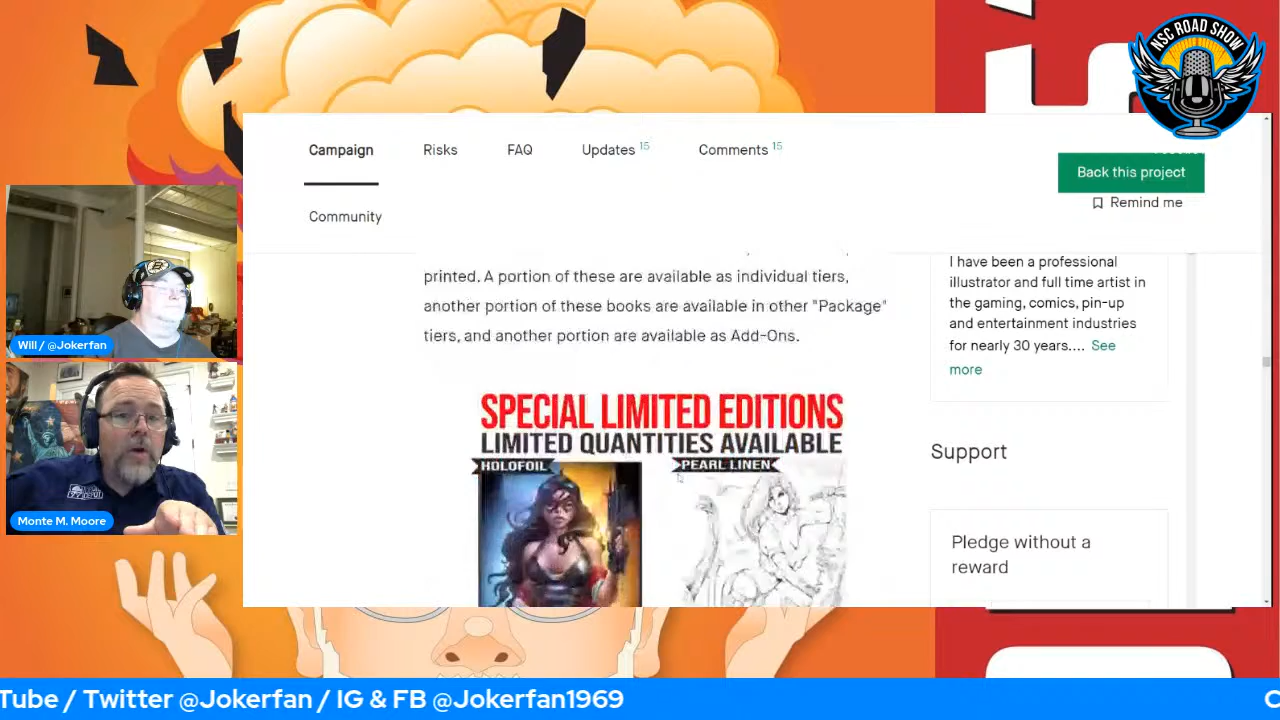 NSC ROAD SHOW
Campaign
Risks
FAQ
Updates 15
Comments 15
Back this project
Remind me
Community
printed. A portion of these are available as individual tiers,
another portion of these books are available in other "Package"
tiers, and another portion are available as Add-Ons.
I have been a professional
illustrator and full time artist in
the gaming, comics, pin-up
and entertainment industries
for nearly 30 years.... See
more
SPECIAL LIMITED EDITIONS
LIMITED QUANTITIES AVAILABLE
HOLOFOIL
PEARL LINEN
Support
Pledge without a
reward
Will / @Jokerfan
Monte M. Moore
Tube / Twitter @Jokerfan / IG & FB @Jokerfan1969